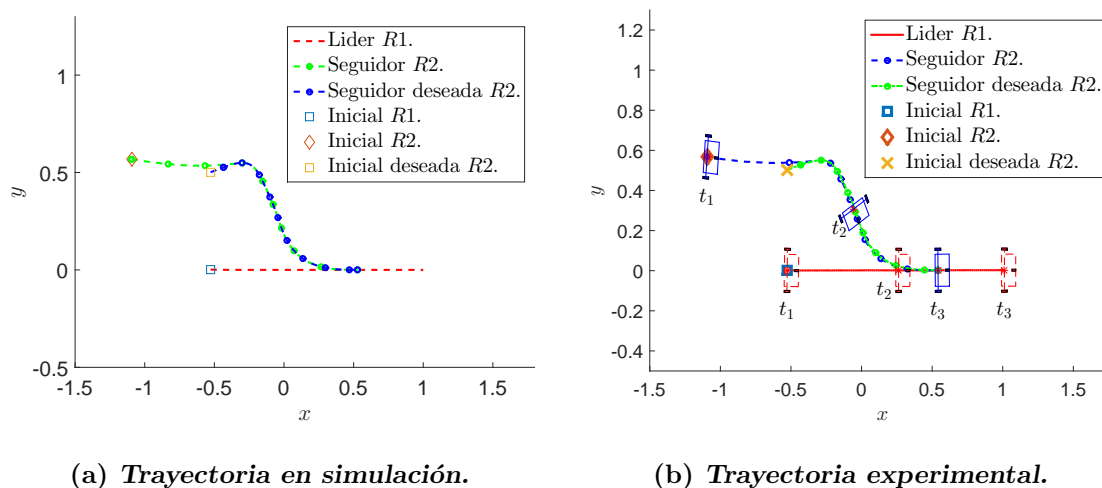 Lider R1.
Seguidor R2.
Seguidor deseada R2.
Inicial R1.
Inicial R2.
Inicial deseada R2.
1
0.5
0
-0.5
y
-1.5 -1 -0.5 0 0.5 1 1.5
x
(a) Trayectoria en simulación.
Lider R1.
Seguidor R2.
Seguidor deseada R2.
Inicial R1.
Inicial R2.
Inicial deseada R2.
1.2
1
0.8
0.6
0.4
0.2
0
-0.2
-0.4
y
t1
t2
t1
t2
t3
t3
-1.5 -1 -0.5 0 0.5 1 1.5
x
(b) Trayectoria experimental.